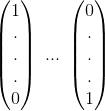 1 0
. .
. ... .
. .
0 1